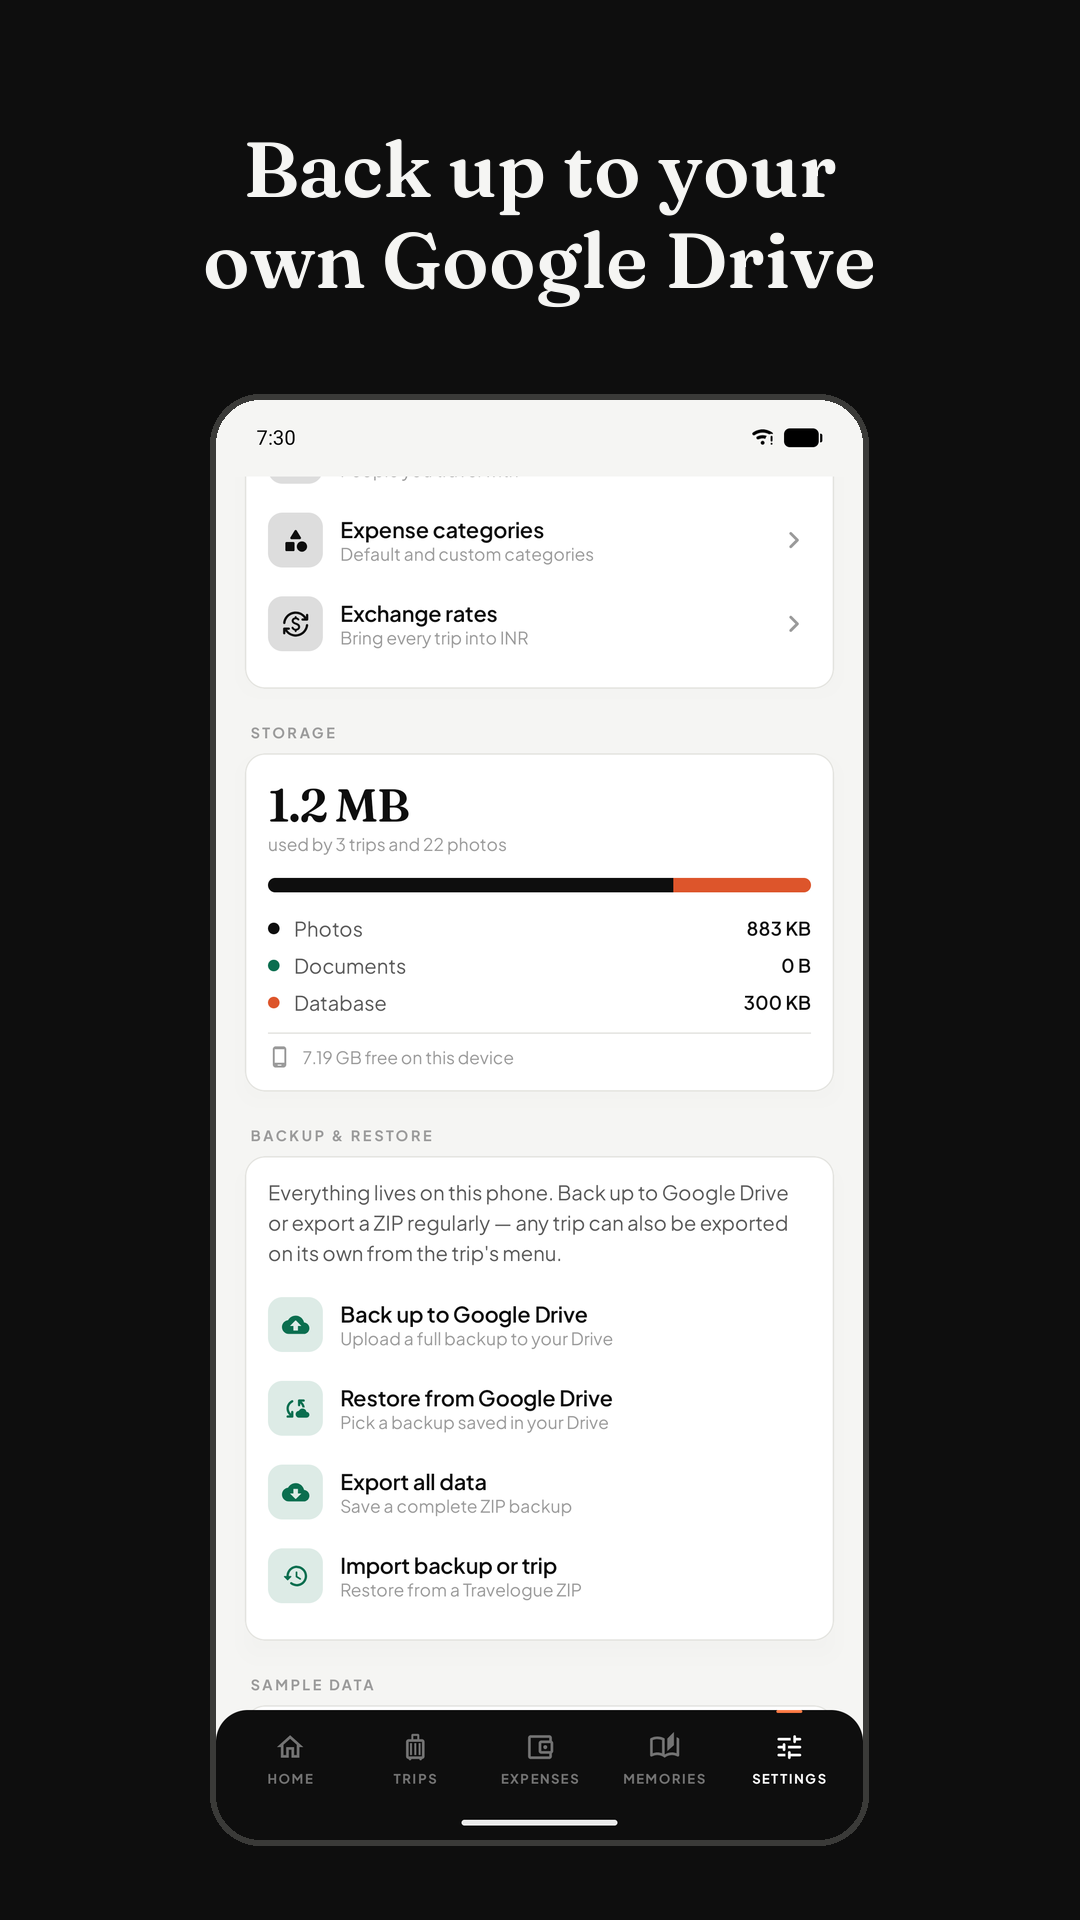 Back up to your
own Google Drive
7:30
People you travel with
Expense categories
Default and custom categories
Exchange rates
Bring every trip into INR
STORAGE
1.2 MB
used by 3 trips and 22 photos
Photos 883 KB
Documents 0 B
Database 300 KB
7.19 GB free on this device
BACKUP & RESTORE
Everything lives on this phone. Back up to Google Drive
or export a ZIP regularly — any trip can also be exported
on its own from the trip's menu.
Back up to Google Drive
Upload a full backup to your Drive
Restore from Google Drive
Pick a backup saved in your Drive
Export all data
Save a complete ZIP backup
Import backup or trip
Restore from a Travelogue ZIP
SAMPLE DATA
HOME TRIPS EXPENSES MEMORIES SETTINGS